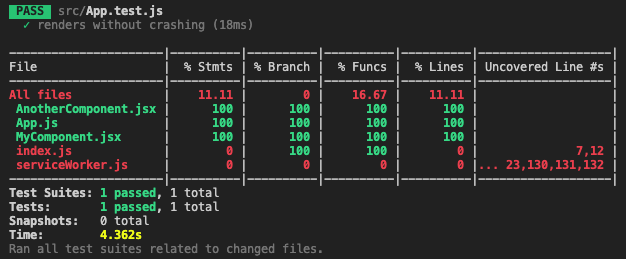 PASS src/App.test.js
✓ renders without crashing (18ms)
File | % Stmts | % Branch | % Funcs | % Lines | Uncovered Line #s |
All files | 11.11 | 0 | 16.67 | 11.11 | |
AnotherComponent.jsx | 100 | 100 | 100 | 100 | |
App.js | 100 | 100 | 100 | 100 | |
MyComponent.jsx | 100 | 100 | 100 | 100 | |
index.js | 0 | 100 | 100 | 0 | 7,12 |
serviceWorker.js | 0 | 0 | 0 | 0 | ... 23,130,131,132 |
Test Suites: 1 passed, 1 total
Tests: 1 passed, 1 total
Snapshots: 0 total
Time: 4.362s
Ran all test suites related to changed files.